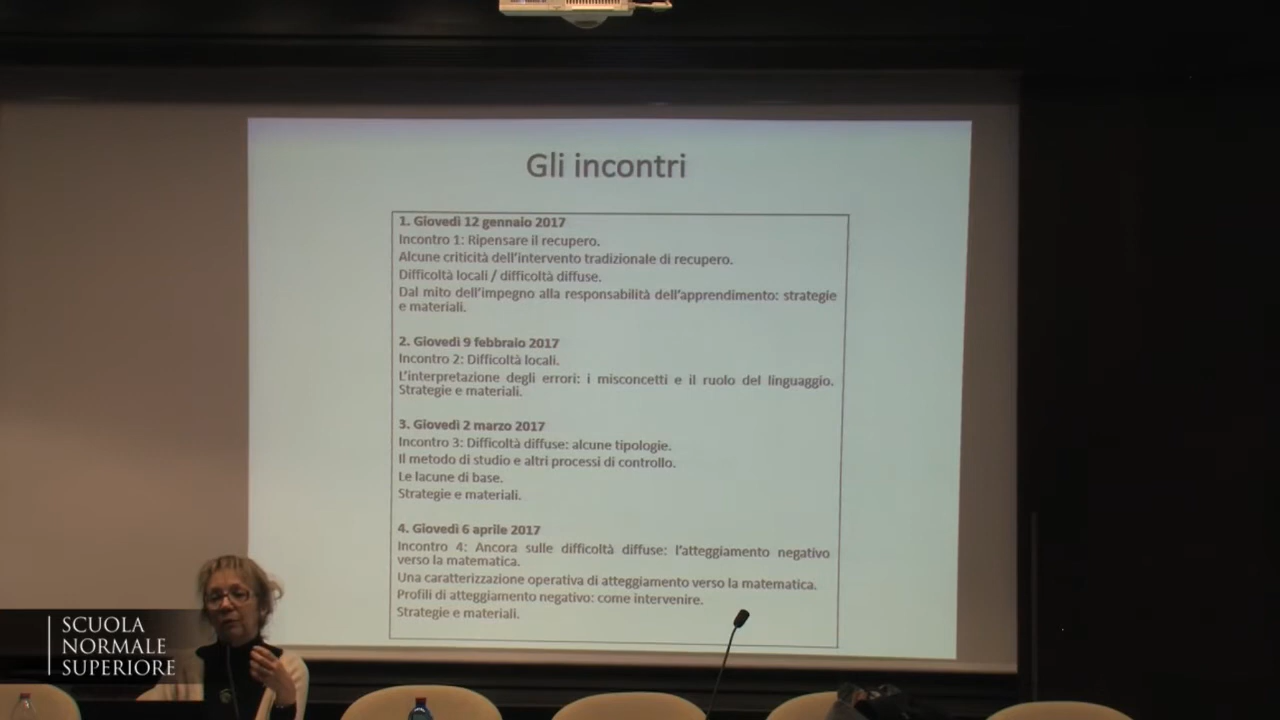 Gli incontri
1. Giovedì 12 gennaio 2017
Incontro 1: Ripensare il recupero.
Alcune criticità dell'intervento tradizionale di recupero.
Difficoltà locali / difficoltà diffuse.
Dal mito dell'impegno alla responsabilità dell'apprendimento: strategie
e materiali.
2. Giovedì 9 febbraio 2017
Incontro 2: Difficoltà locali.
L'interpretazione degli errori: i misconcetti e il ruolo del linguaggio.
Strategie e materiali.
3. Giovedì 2 marzo 2017
Incontro 3: Difficoltà diffuse: alcune tipologie.
Il metodo di studio e altri processi di controllo.
Le lacune di base.
Strategie e materiali.
4. Giovedì 6 aprile 2017
Incontro 4: Ancora sulle difficoltà diffuse: l'atteggiamento negativo
verso la matematica.
Una caratterizzazione operativa di atteggiamento verso la matematica.
Profili di atteggiamento negativo: come intervenire.
Strategie e materiali.
SCUOLA
NORMALE
SUPERIORE